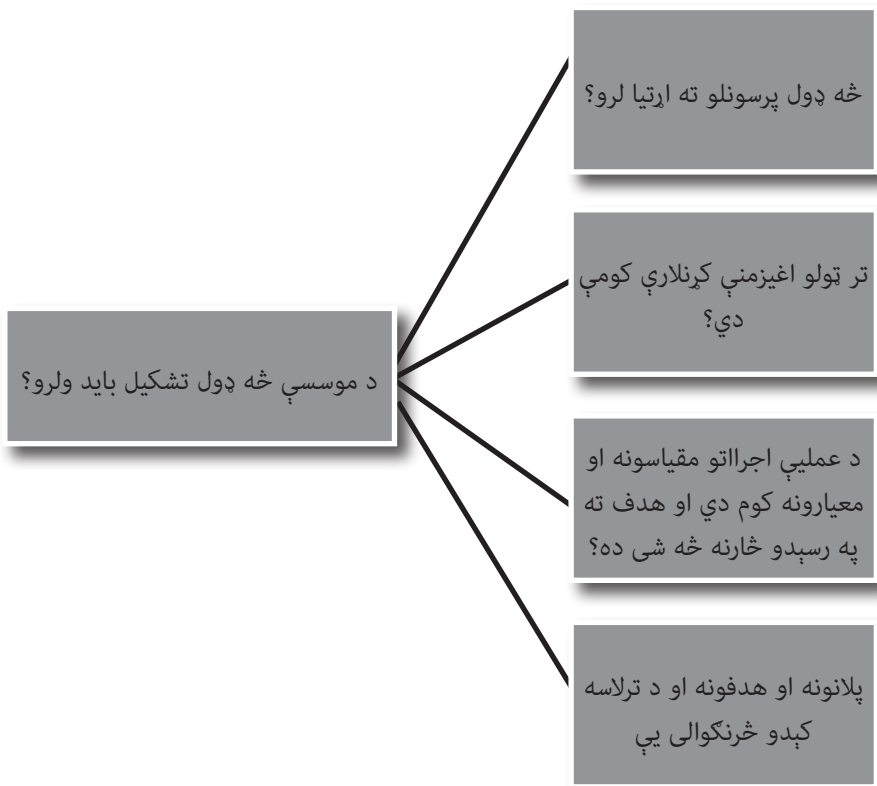 څه ډول پرسونلو ته اړتیا لرو؟
تر ټولو اغیزمنې کړنلارې کومې
دي؟
د موسسې څه ډول تشکیل باید ولرو؟
د عملیې اجرااتو مقیاسونه او
معیارونه کوم دي او هدف ته
په رسېدو څارنه څه شی ده؟
پلانونه او هدفونه او د ترلاسه
کېدو څرنګوالی یې